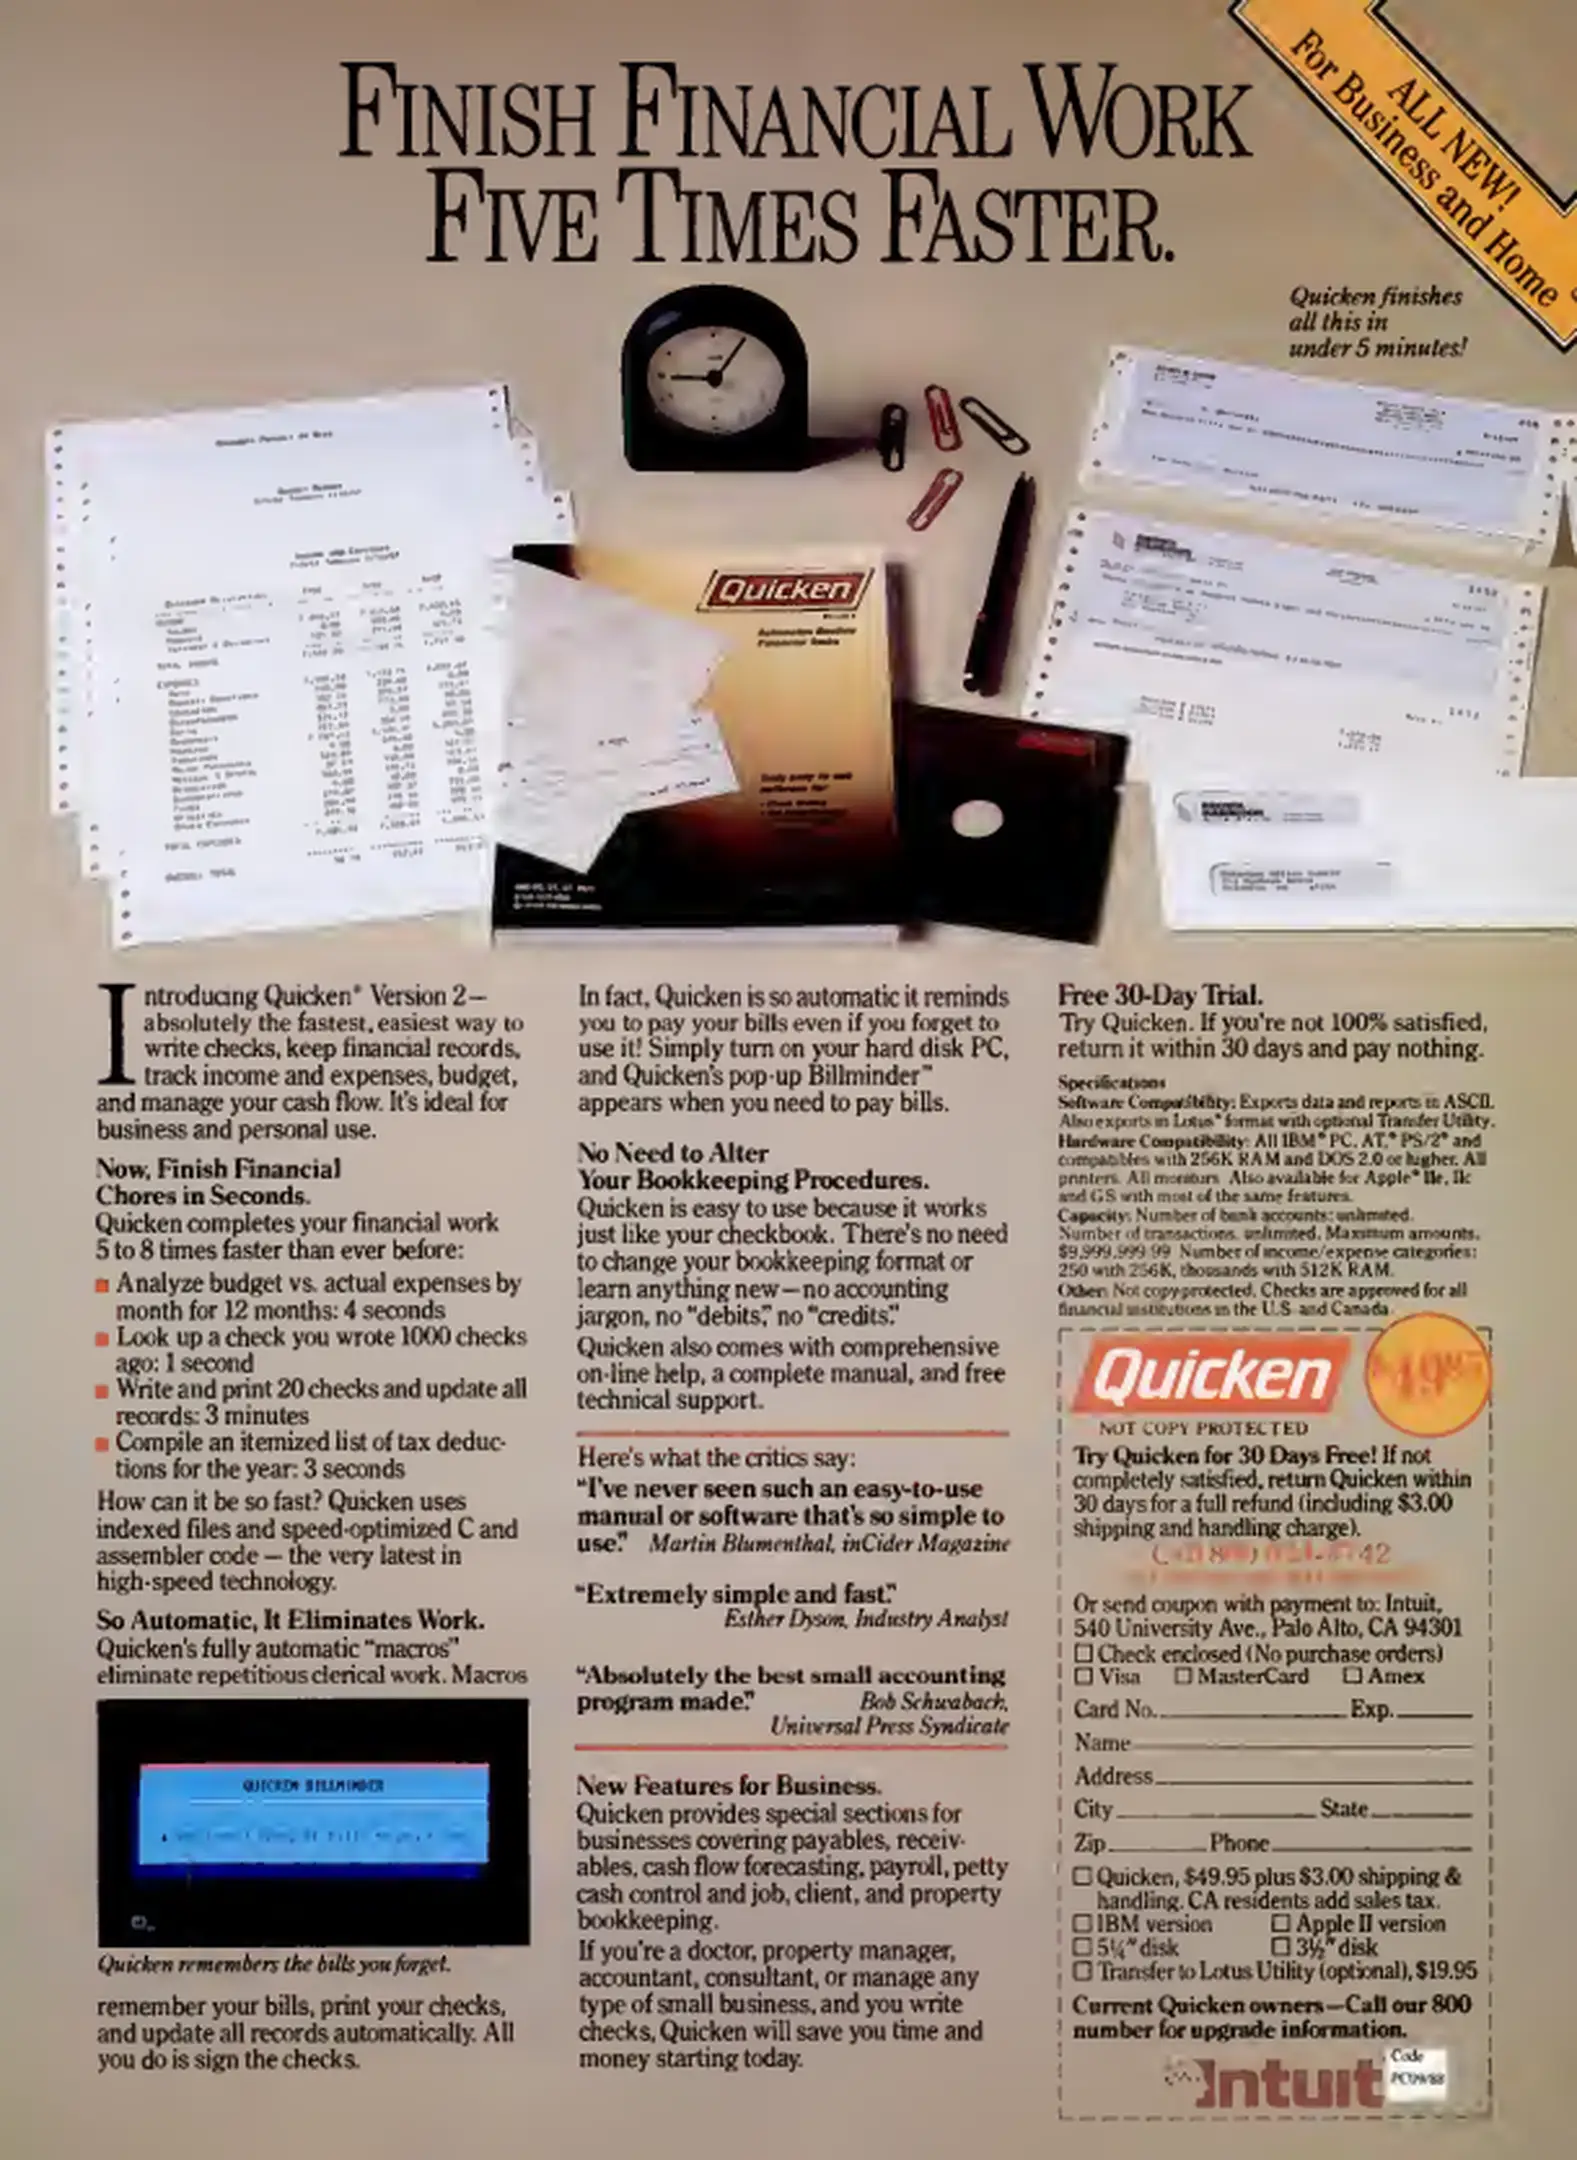 FINISH FINANCIAL WORK
FIVE TIMES FASTER.
ALL NEW!
For Business and Home
Quicken finishes
all this in
under 5 minutes!
Quicken
Introducing Quicken® Version 2—
absolutely the fastest, easiest way to
write checks, keep financial records,
track income and expenses, budget,
and manage your cash flow. It's ideal for
business and personal use.
Now, Finish Financial
Chores in Seconds.
Quicken completes your financial work
5 to 8 times faster than ever before:
Analyze budget vs. actual expenses by
month for 12 months: 4 seconds
Look up a check you wrote 1000 checks
ago: 1 second
Write and print 20 checks and update all
records: 3 minutes
Compile an itemized list of tax deduc-
tions for the year: 3 seconds
How can it be so fast? Quicken uses
indexed files and speed-optimized C and
assembler code — the very latest in
high-speed technology.
So Automatic, It Eliminates Work.
Quicken's fully automatic "macros"
eliminate repetitious clerical work. Macros
QUICKEN BILLMINDER
Quicken remembers the bills you forget.
remember your bills, print your checks,
and update all records automatically. All
you do is sign the checks.
In fact, Quicken is so automatic it reminds
you to pay your bills even if you forget to
use it! Simply turn on your hard disk PC,
and Quicken's pop-up Billminder™
appears when you need to pay bills.
No Need to Alter
Your Bookkeeping Procedures.
Quicken is easy to use because it works
just like your checkbook. There's no need
to change your bookkeeping format or
learn anything new—no accounting
jargon, no "debits," no "credits."
Quicken also comes with comprehensive
on-line help, a complete manual, and free
technical support.
Here's what the critics say:
"I've never seen such an easy-to-use
manual or software that's so simple to
use." Martin Blumenthal, inCider Magazine
"Extremely simple and fast."
Esther Dyson, Industry Analyst
"Absolutely the best small accounting
program made." Bob Schwabach,
Universal Press Syndicate
New Features for Business.
Quicken provides special sections for
businesses covering payables, receiv-
ables, cash flow forecasting, payroll, petty
cash control and job, client, and property
bookkeeping.
If you're a doctor, property manager,
accountant, consultant, or manage any
type of small business, and you write
checks, Quicken will save you time and
money starting today.
Free 30-Day Trial.
Try Quicken. If you're not 100% satisfied,
return it within 30 days and pay nothing.
Specifications
Software Compatibility: Exports data and reports in ASCII.
Also exports in Lotus® format with optional Transfer Utility.
Hardware Compatibility: All IBM® PC, AT,® PS/2® and
compatibles with 256K RAM and DOS 2.0 or higher. All
printers. All monitors. Also available for Apple® IIe, IIc
and GS with most of the same features.
Capacity: Number of bank accounts: unlimited.
Number of transactions, unlimited. Maximum amounts,
$9,999,999.99 Number of income/expense categories:
250 with 256K, thousands with 512K RAM.
Other: Not copy-protected. Checks are approved for all
financial institutions in the U.S. and Canada
Quicken $49.95
NOT COPY PROTECTED
Try Quicken for 30 Days Free! If not
completely satisfied, return Quicken within
30 days for a full refund (including $3.00
shipping and handling charge).
Or send coupon with payment to: Intuit,
540 University Ave., Palo Alto, CA 94301
☐ Check enclosed (No purchase orders)
☐ Visa ☐ MasterCard ☐ Amex
Card No. Exp.
Name
Address
City State
Zip Phone
☐ Quicken, $49.95 plus $3.00 shipping &
handling. CA residents add sales tax.
☐ IBM version ☐ Apple II version
☐ 5¼" disk ☐ 3½" disk
☐ Transfer to Lotus Utility (optional), $19.95
Current Quicken owners—Call our 800
number for upgrade information.
Intuit
Code
PC09/88